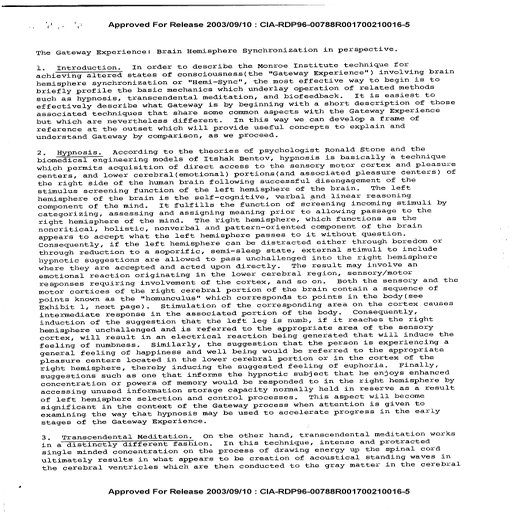 Approved For Release 2003/09/10 : CIA-RDP96-00788R001700210016-5
The Gateway Experience: Brain Hemisphere Synchronization in perspective.
1. Introduction. In order to describe the Monroe Institute technique for
achieving altered states of consciousness(the "Gateway Experience") involving brain
hemisphere synchronization or "Hemi-Sync", the most effective way to begin is to
briefly profile the basic mechanics which underlay operation of related methods
such as hypnosis, transcendental meditation, and biofeedback. It is easiest to
effectively describe what Gateway is by beginning with a short description of those
associated techniques that share some common aspects with the Gateway Experience
but which are nevertheless different. In this way we can develop a frame of
reference at the outset which will provide useful concepts to explain and
understand Gateway by comparison, as we proceed.
2. Hypnosis. According to the theories of psychologist Ronald Stone and the
biomedical engineering models of Itshak Bentov, hypnosis is basically a technique
which permits acquisition of direct access to the sensory motor cortex and pleasure
centers, and lower cerebral(emotional) portions(and associated pleasure centers) of
the right side of the human brain following successful disengagement of the
stimulus screening function of the left hemisphere of the brain. The left
hemisphere of the brain is the self-cognitive, verbal and linear reasoning
component of the mind. It fulfills the function of screening incoming stimuli by
categorizing, assessing and assigning meaning prior to allowing passage to the
right hemisphere of the mind. The right hemisphere, which functions as the
noncritical, holistic, nonverbal and pattern-oriented component of the brain
appears to accept what the left hemisphere passes to it without question.
Consequently, if the left hemisphere can be distracted either through boredom or
through reduction to a soporific, semi-sleep state, external stimuli to include
hypnotic suggestions are allowed to pass unchallenged into the right hemisphere
where they are accepted and acted upon directly. The result may involve an
emotional reaction originating in the lower cerebral region, sensory/motor
responses requiring involvement of the cortex, and so on. Both the sensory and the
motor cortices of the right cerebral portion of the brain contain a sequence of
points known as the "homunculus" which corresponds to points in the body(see
Exhibit 1, next page). Stimulation of the corresponding area on the cortex causes
intermediate response in the associated portion of the body. Consequently,
induction of the suggestion that the left leg is numb, if it reaches the right
hemisphere unchallenged and is referred to the appropriate area of the sensory
cortex, will result in an electrical reaction being generated that will induce the
feeling of numbness. Similarly, the suggestion that the person is experiencing a
general feeling of happiness and well being would be referred to the appropriate
pleasure centers located in the lower cerebral portion or in the cortex of the
right hemisphere, thereby inducing the suggested feeling of euphoria. Finally,
suggestions such as one that informs the hypnotic subject that he enjoys enhanced
concentration or powers of memory would be responded to in the right hemisphere by
accessing unused information storage capacity normally held in reserve as a result
of left hemisphere selection and control processes. This aspect will become
significant in the context of the Gateway process when attention is given to
examining the way that hypnosis may be used to accelerate progress in the early
stages of the Gateway Experience.
3. Transcendental Meditation. On the other hand, transcendental meditation works
in a distinctly different fashion. In this technique, intense and protracted
single minded concentration on the process of drawing energy up the spinal cord
ultimately results in what appears to be creation of acoustical standing waves in
the cerebral ventricles which are then conducted to the gray matter in the cerebral
Approved For Release 2003/09/10 : CIA-RDP96-00788R001700210016-5